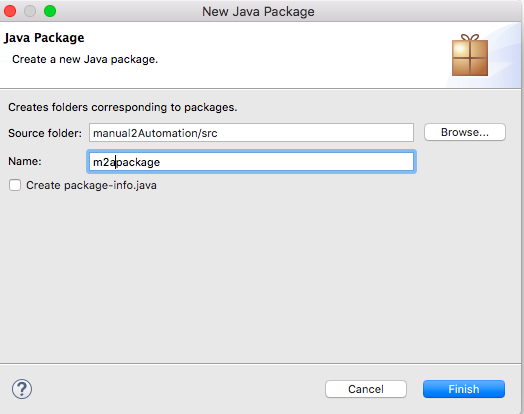 New Java Package
Java Package
Create a new Java package.
Creates folders corresponding to packages.
Source folder: manual2Automation/src Browse...
Name: m2apackage
Create package-info.java
? Cancel Finish